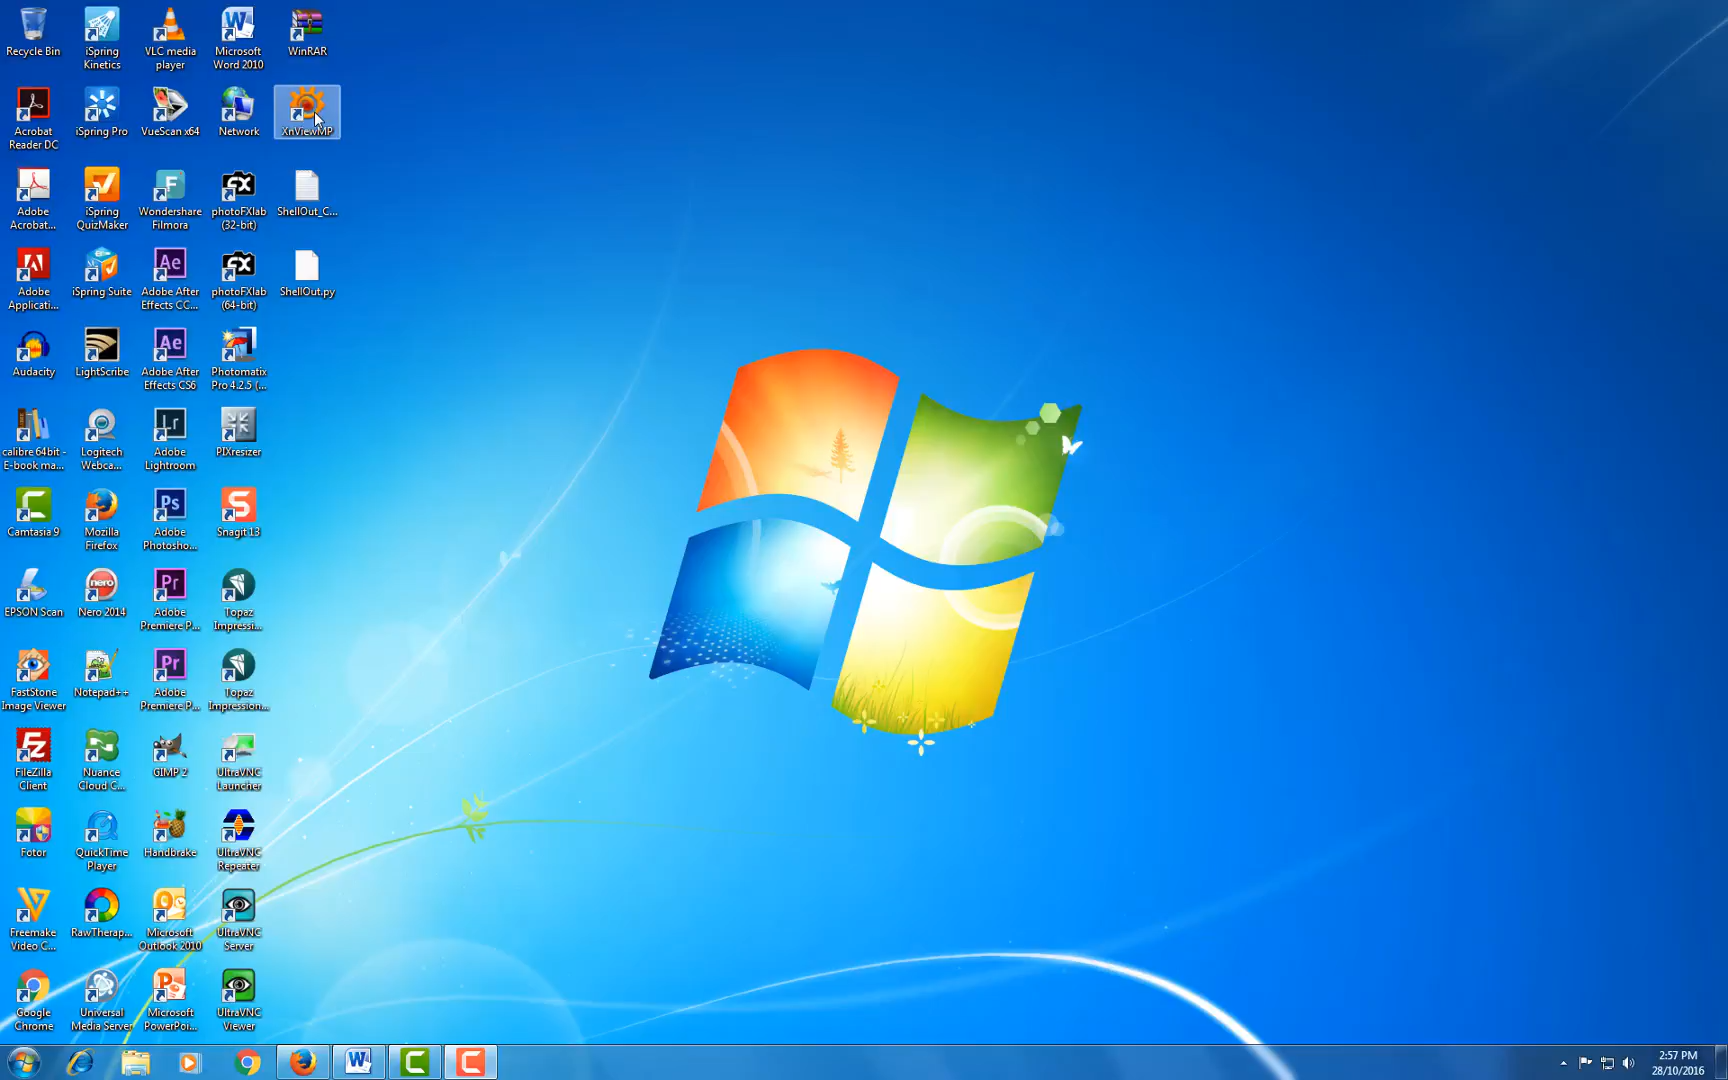 Recycle Bin
iSpring
Kinetics
VLC media
player
Microsoft
Word 2010
WinRAR
Acrobat
Reader DC
iSpring Pro
VueScan x64
Network
XnViewMP
Adobe
Acrobat...
iSpring
QuizMaker
Wondershare
Filmora
photoFXlab
(32-bit)
ShellOut_C...
Adobe
Applicati...
iSpring Suite
Adobe After
Effects CC...
photoFXlab
(64-bit)
ShellOut.py
Audacity
LightScribe
Adobe After
Effects CS6
Photomatix
Pro 4.2.5 (...
calibre 64bit -
E-book ma...
Logitech
Webca...
Adobe
Lightroom
PIXresizer
Camtasia 9
Mozilla
Firefox
Adobe
Photosho...
Snagit 13
EPSON Scan
Nero 2014
Adobe
Premiere P...
Topaz
Impressi...
FastStone
Image Viewer
Notepad++
Adobe
Premiere P...
Topaz
Impression...
FileZilla
Client
Nuance
Cloud C...
GIMP 2
UltraVNC
Launcher
Fotor
QuickTime
Player
Handbrake
UltraVNC
Repeater
Freemake
Video C...
RawTherap...
Microsoft
Outlook 2010
UltraVNC
Server
Google
Chrome
Universal
Media Server
Microsoft
PowerPoi...
UltraVNC
Viewer
2:57 PM
28/10/2016